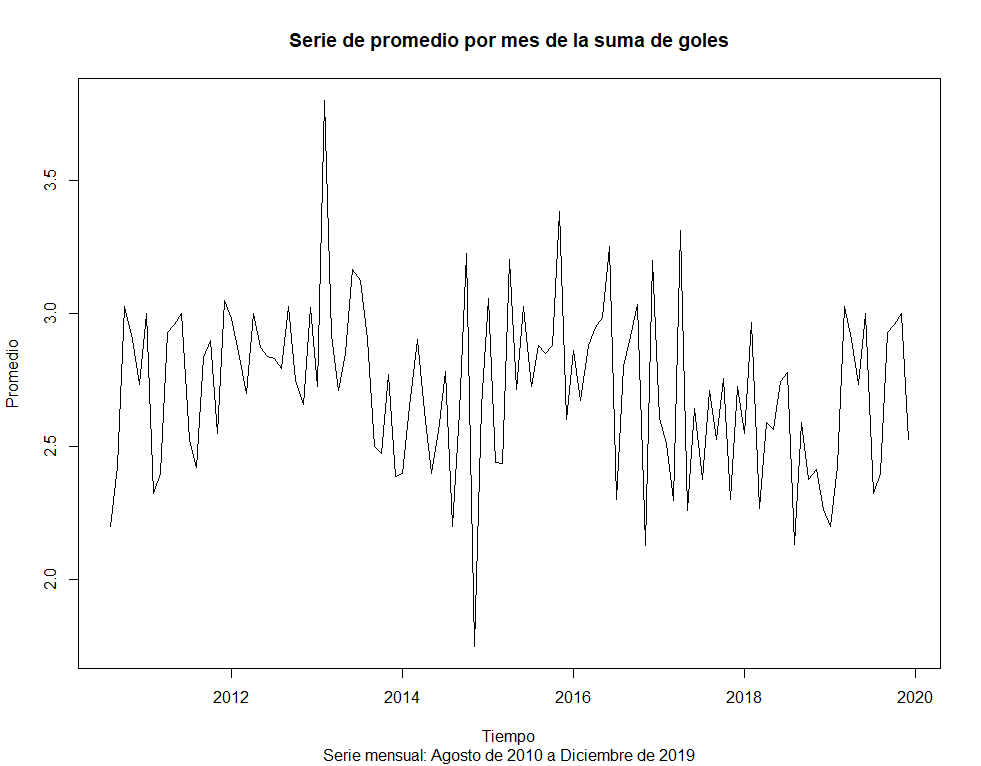 Serie de promedio por mes de la suma de goles
3.5
3.0
2.5
2.0
Promedio
2012 2014 2016 2018 2020
Tiempo
Serie mensual: Agosto de 2010 a Diciembre de 2019